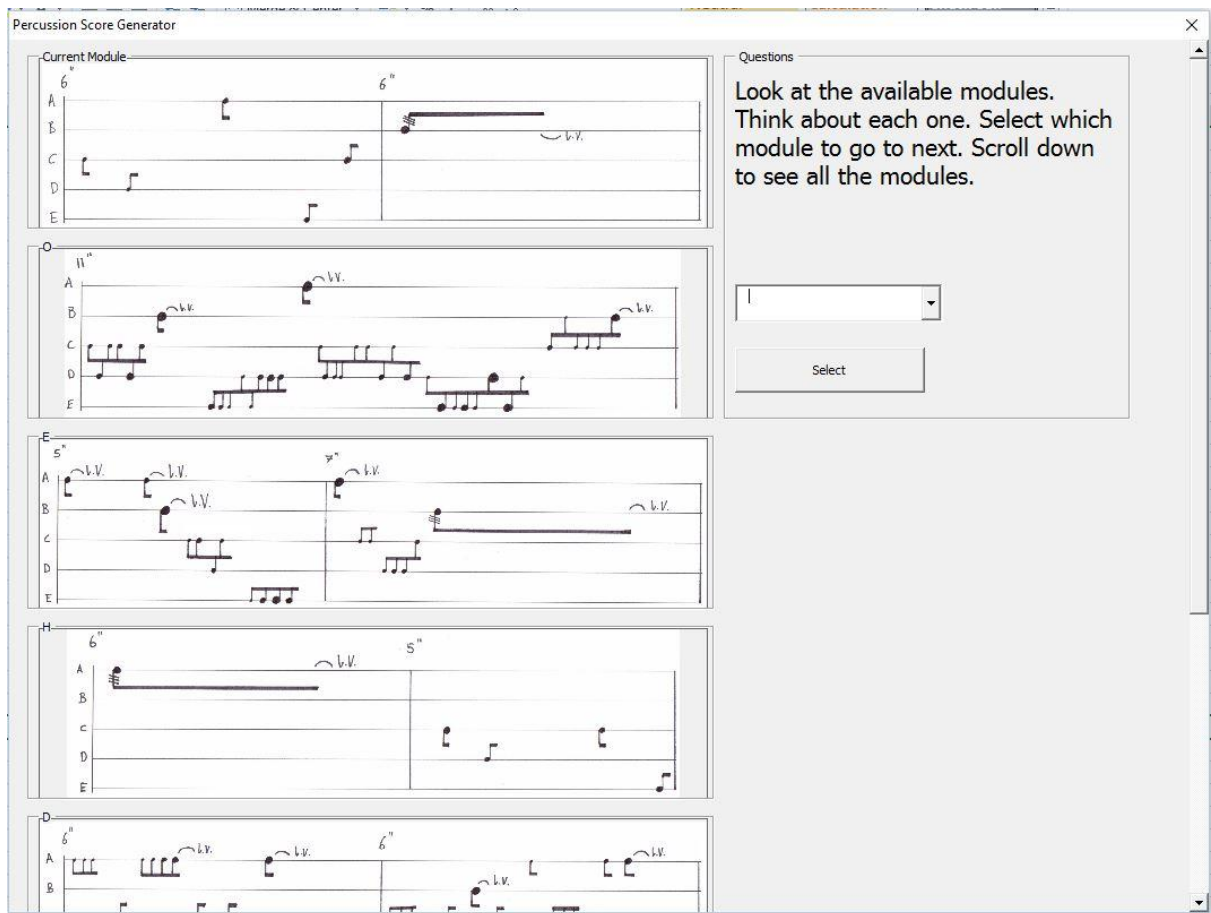 Percussion Score Generator
Current Module
6" 6"
A
B
l.v.
C
D
E
Questions
Look at the available modules.
Think about each one. Select which
module to go to next. Scroll down
to see all the modules.
Select
O
11"
A l.v.
B l.v. l.v.
C
D
E
E
5" 7"
A l.v. l.v. l.v.
B l.v. l.v.
C
D
E
H
6" 5"
A l.v.
B
C
D
E
D
6" 6"
A l.v. l.v. l.v.
B l.v.